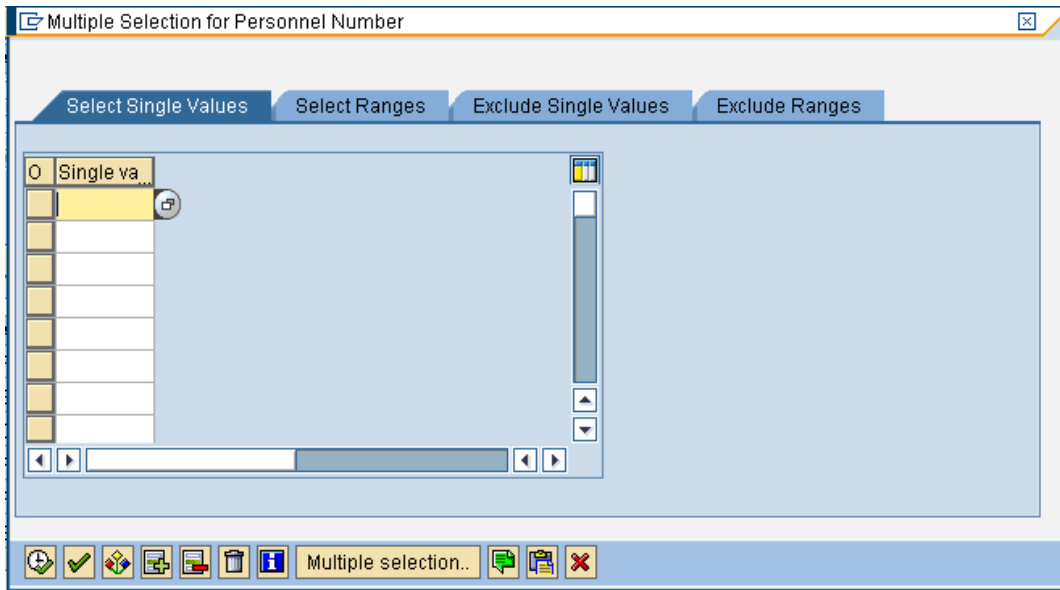 Multiple Selection for Personnel Number
Select Single Values Select Ranges Exclude Single Values Exclude Ranges
O Single va...
Multiple selection..